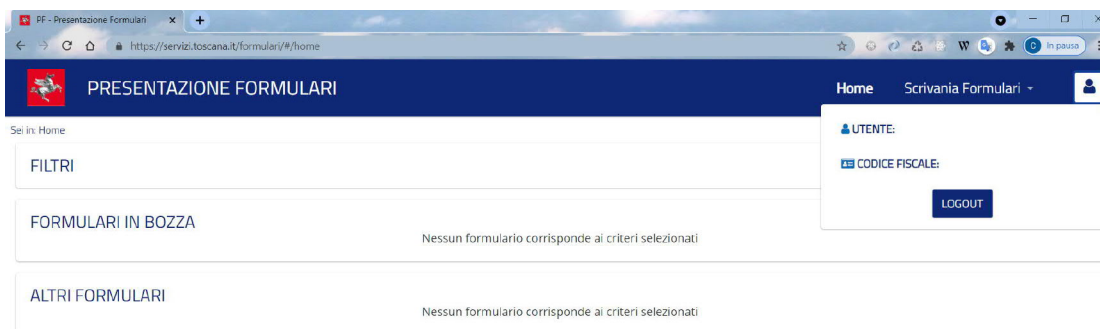 PF - Presentazione Formulari
https://servizi.toscana.it/formulari/#/home
W
C In pausa
PRESENTAZIONE FORMULARI
Home
Scrivania Formulari
Sei in: Home
UTENTE:
CODICE FISCALE:
LOGOUT
FILTRI
FORMULARI IN BOZZA
Nessun formulario corrisponde ai criteri selezionati
ALTRI FORMULARI
Nessun formulario corrisponde ai criteri selezionati